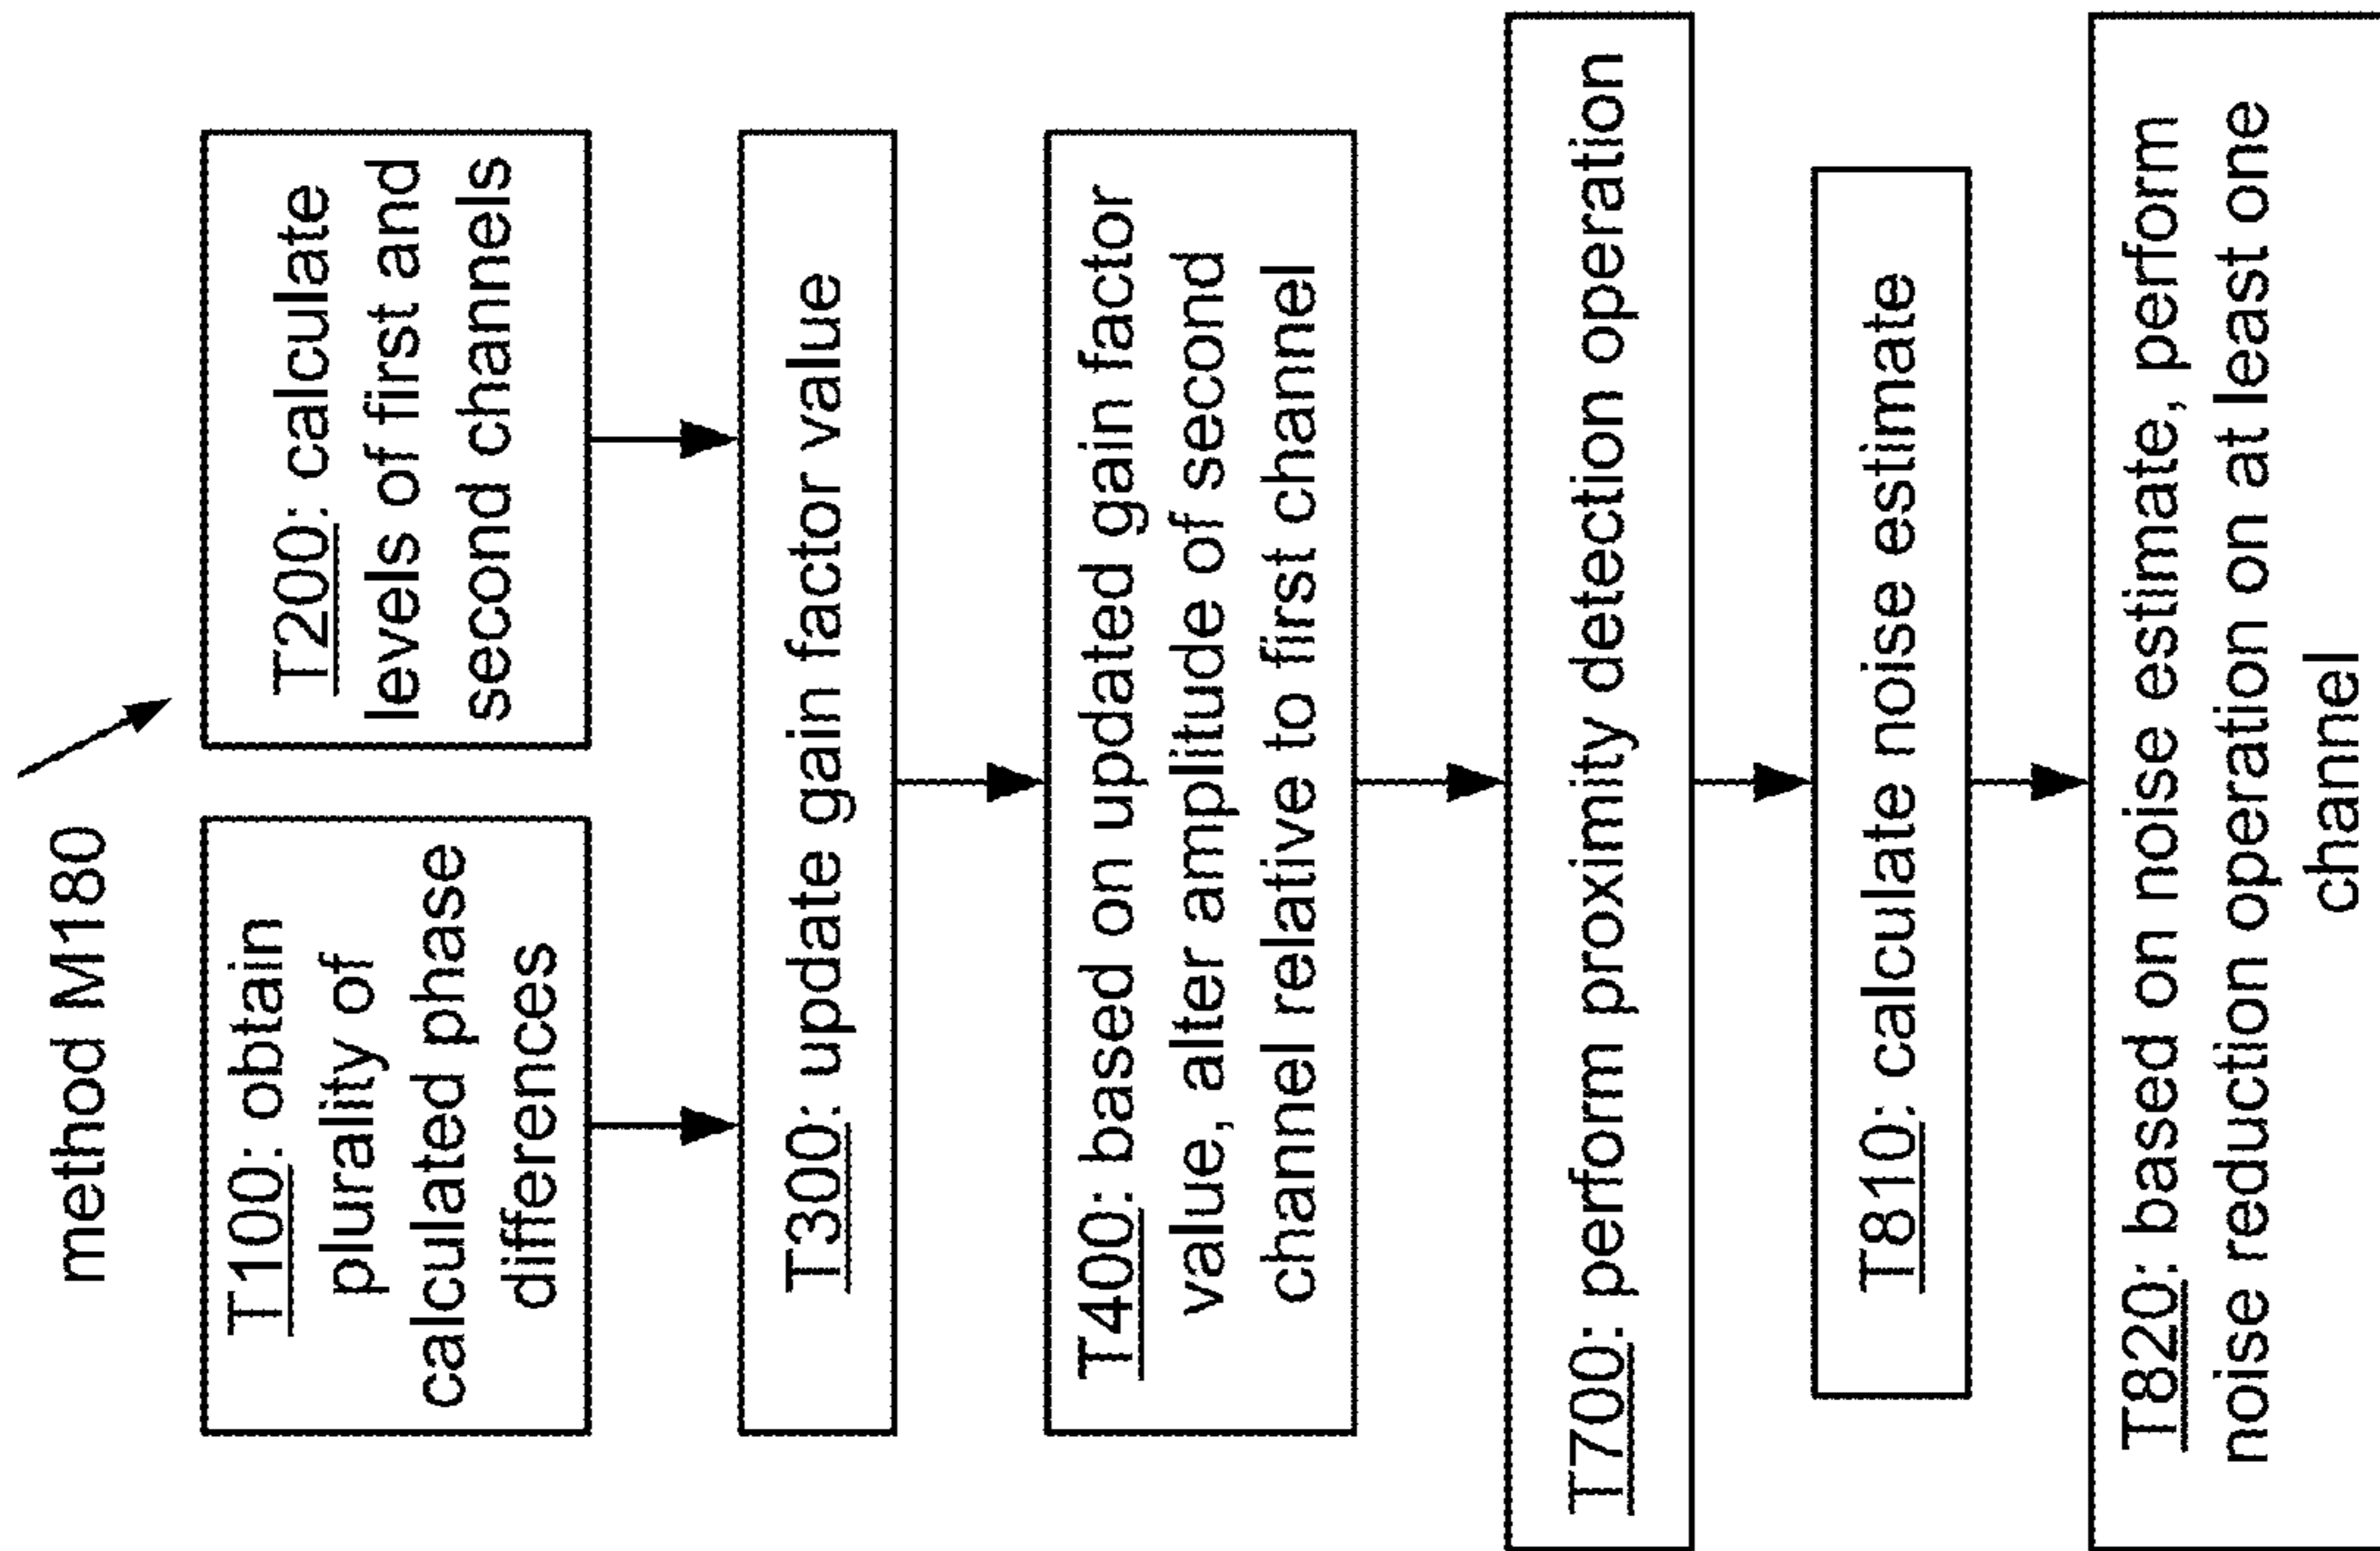 method M180
T100: obtain
plurality of
calculated phase
differences
T200: calculate
levels of first and
second channels
T300: update gain factor value
T400: based on updated gain factor
value, alter amplitude of second
channel relative to first channel
T700: perform proximity detection operation
T810: calculate noise estimate
T820: based on noise estimate, perform
noise reduction operation on at least one
channel